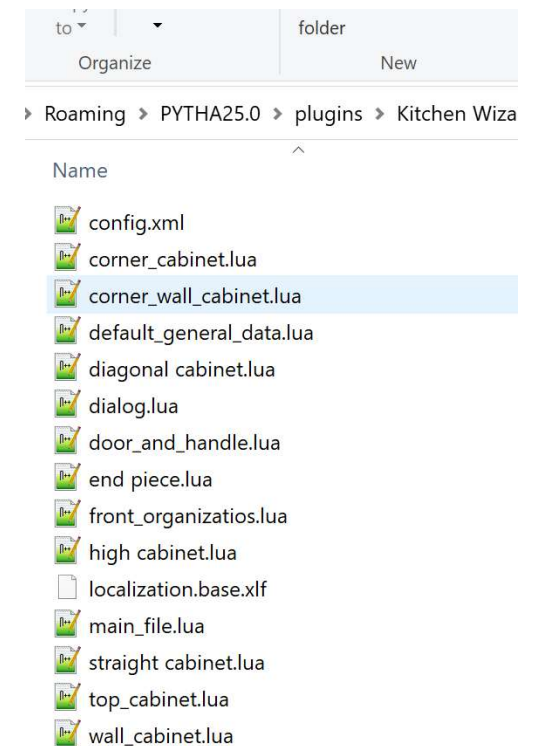 to
folder
Organize
New
Roaming > PYTHA25.0 > plugins > Kitchen Wiza
Name
config.xml
corner_cabinet.lua
corner_wall_cabinet.lua
default_general_data.lua
diagonal cabinet.lua
dialog.lua
door_and_handle.lua
end piece.lua
front_organizatios.lua
high cabinet.lua
localization.base.xlf
main_file.lua
straight cabinet.lua
top_cabinet.lua
wall_cabinet.lua